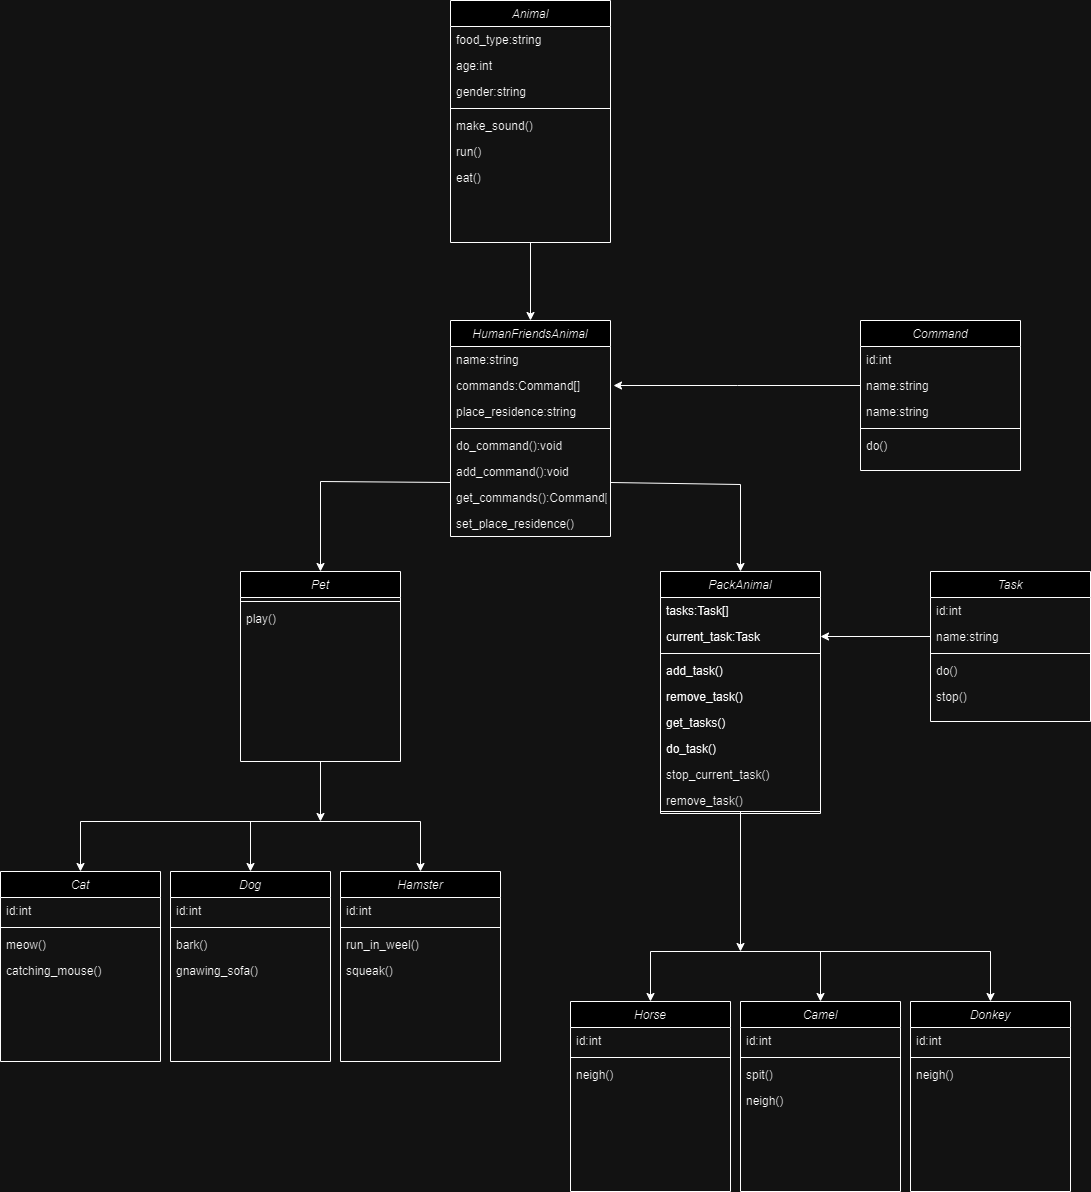 Animal
food_type:string
age:int
gender:string
make_sound()
run()
eat()
HumanFriendsAnimal
name:string
commands:Command[]
place_residence:string
do_command():void
add_command():void
get_commands():Command[
set_place_residence()
Command
id:int
name:string
name:string
do()
Pet
play()
PackAnimal
tasks:Task[]
current_task:Task
add_task()
remove_task()
get_tasks()
do_task()
stop_current_task()
remove_task()
Task
id:int
name:string
do()
stop()
Cat
id:int
meow()
catching_mouse()
Dog
id:int
bark()
gnawing_sofa()
Hamster
id:int
run_in_weel()
squeak()
Horse
id:int
neigh()
Camel
id:int
spit()
neigh()
Donkey
id:int
neigh()